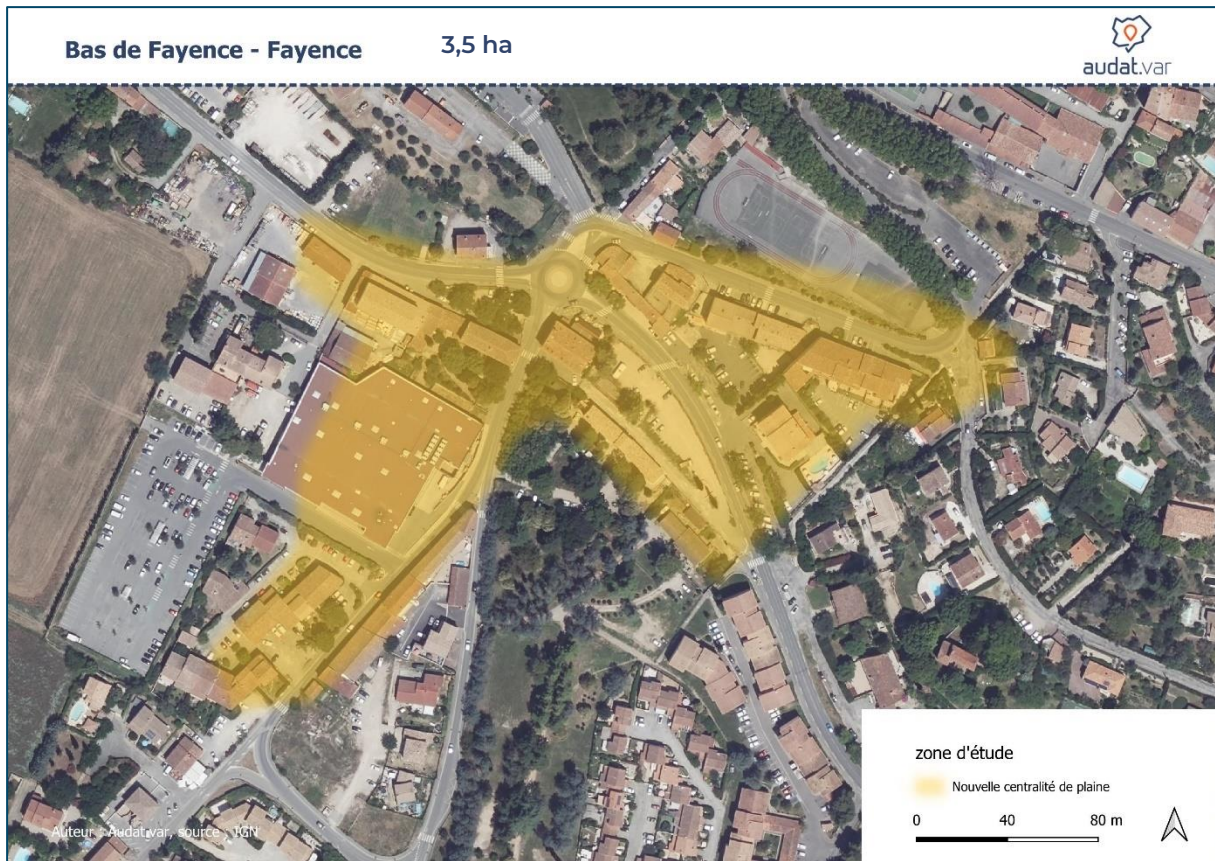 Bas de Fayence - Fayence
3,5 ha
audat.var
zone d'étude
Nouvelle centralité de plaine
0 40 80 m
Auteur : Audat.var, source : IGN